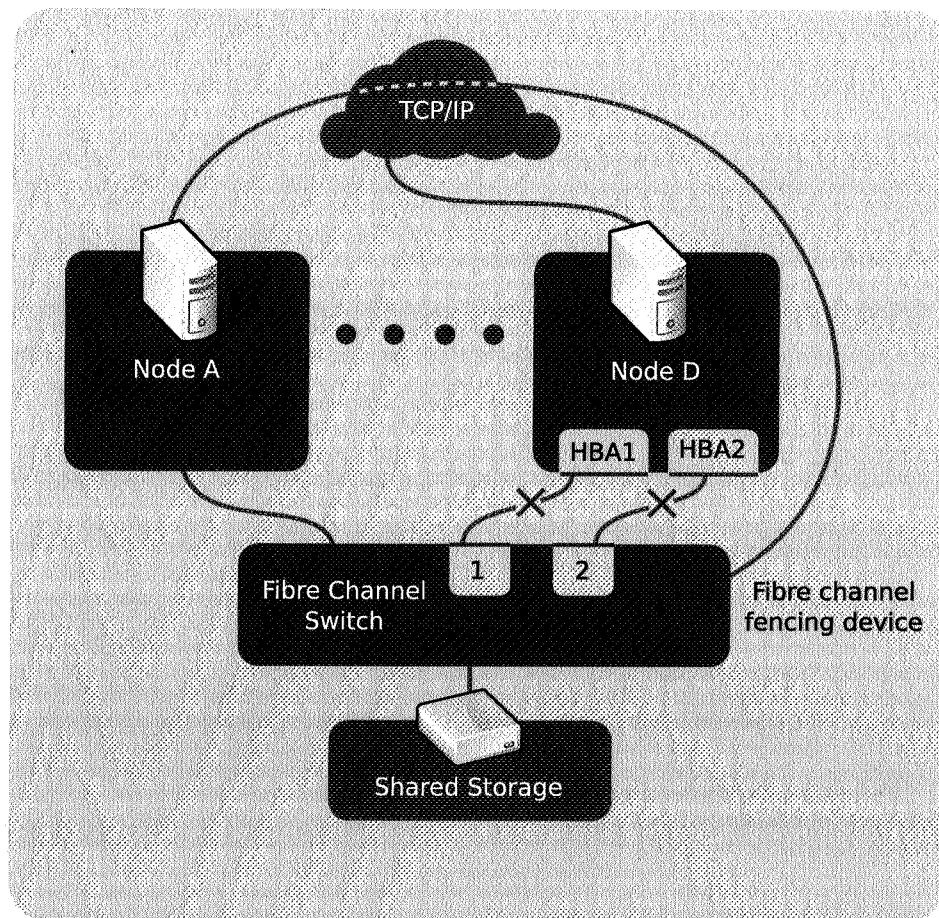 TCP/IP
Node A
Node D
HBA1
HBA2
1
2
Fibre Channel
Switch
Fibre channel
fencing device
Shared Storage